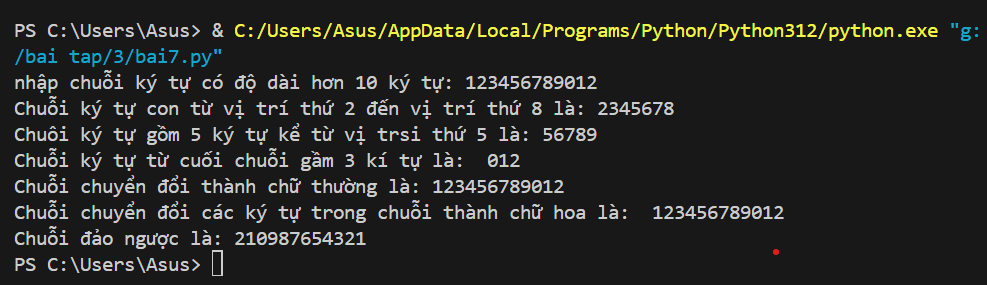 PS C:\Users\Asus> & C:/Users/Asus/AppData/Local/Programs/Python/Python312/python.exe "g:
/bai tap/3/bai7.py"
nhập chuỗi ký tự có độ dài hơn 10 ký tự: 123456789012
Chuỗi ký tự con từ vị trí thứ 2 đến vị trí thứ 8 là: 2345678
Chuôi ký tự gồm 5 ký tự kể từ vị trsi thứ 5 là: 56789
Chuỗi ký tự từ cuối chuỗi gầm 3 kí tự là:  012
Chuỗi chuyển đổi thành chữ thường là: 123456789012
Chuỗi chuyển đổi các ký tự trong chuỗi thành chữ hoa là:  123456789012
Chuỗi đảo ngược là: 210987654321
PS C:\Users\Asus>